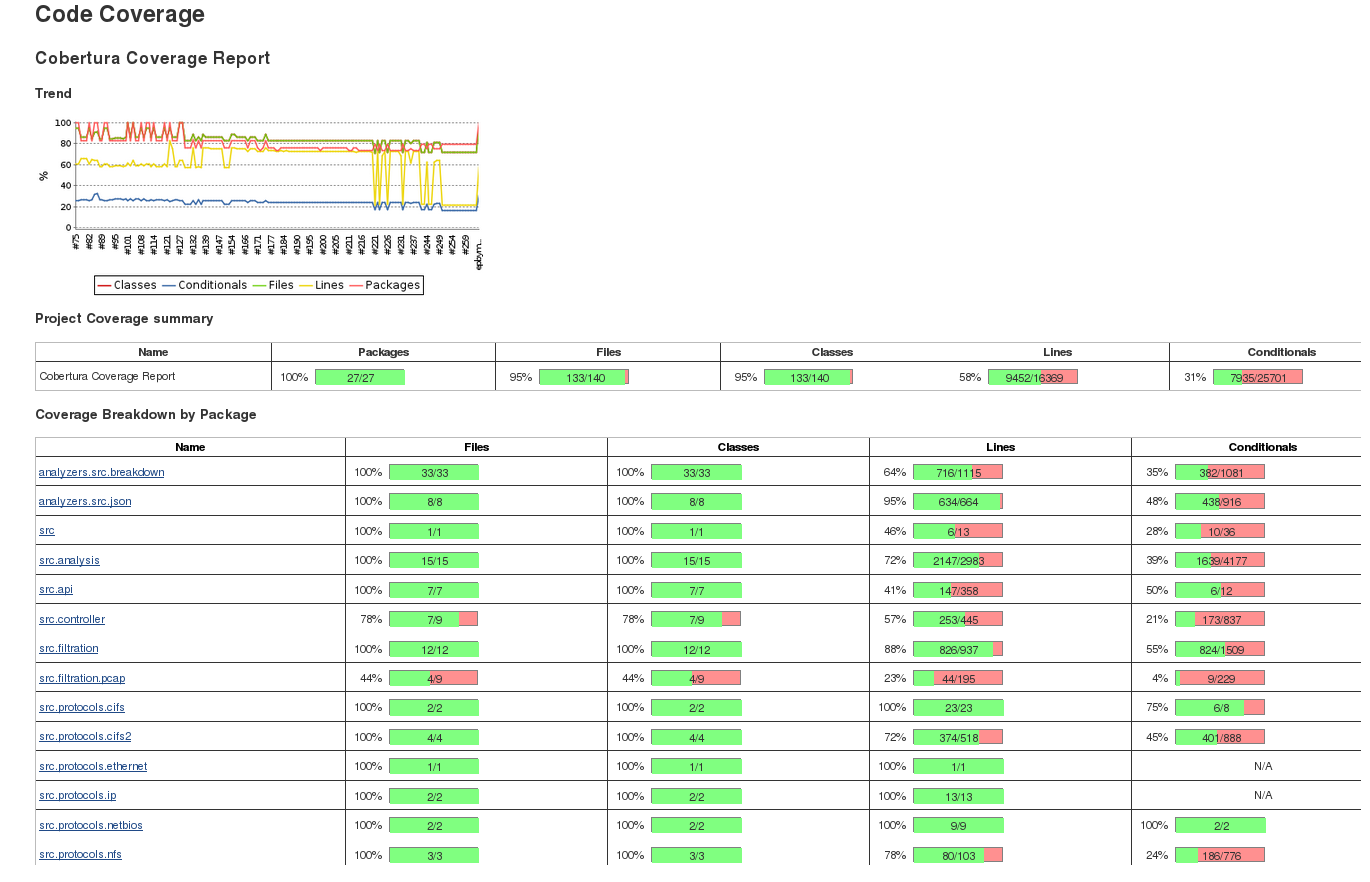 Code Coverage
Cobertura Coverage Report
Trend
100
80
60
40
20
0
%
#75 #82 #89 #95 #101 #108 #114 #121 #127 #132 #139 #147 #154 #166 #171 #177 #184 #190 #195 #200 #205 #211 #216 #221 #226 #231 #237 #244 #249 #254 #259
Classes Conditionals Files Lines Packages
Project Coverage summary
Name Packages Files Classes Lines Conditionals
Cobertura Coverage Report 100% 27/27 95% 133/140 95% 133/140 58% 9452/16369 31% 7935/25701
Coverage Breakdown by Package
Name Files Classes Lines Conditionals
analyzers.src.breakdown 100% 33/33 100% 33/33 64% 716/1115 35% 382/1081
analyzers.src.json 100% 8/8 100% 8/8 95% 634/664 48% 438/916
src 100% 1/1 100% 1/1 46% 6/13 28% 10/36
src.analysis 100% 15/15 100% 15/15 72% 2147/2983 39% 1639/4177
src.api 100% 7/7 100% 7/7 41% 147/358 50% 6/12
src.controller 78% 7/9 78% 7/9 57% 253/445 21% 173/837
src.filtration 100% 12/12 100% 12/12 88% 826/937 55% 824/1509
src.filtration.pcap 44% 4/9 44% 4/9 23% 44/195 4% 9/229
src.protocols.cifs 100% 2/2 100% 2/2 100% 23/23 75% 6/8
src.protocols.cifs2 100% 4/4 100% 4/4 72% 374/518 45% 401/888
src.protocols.ethernet 100% 1/1 100% 1/1 100% 1/1 N/A
src.protocols.ip 100% 2/2 100% 2/2 100% 13/13 N/A
src.protocols.netbios 100% 2/2 100% 2/2 100% 9/9 100% 2/2
src.protocols.nfs 100% 3/3 100% 3/3 78% 80/103 24% 186/776